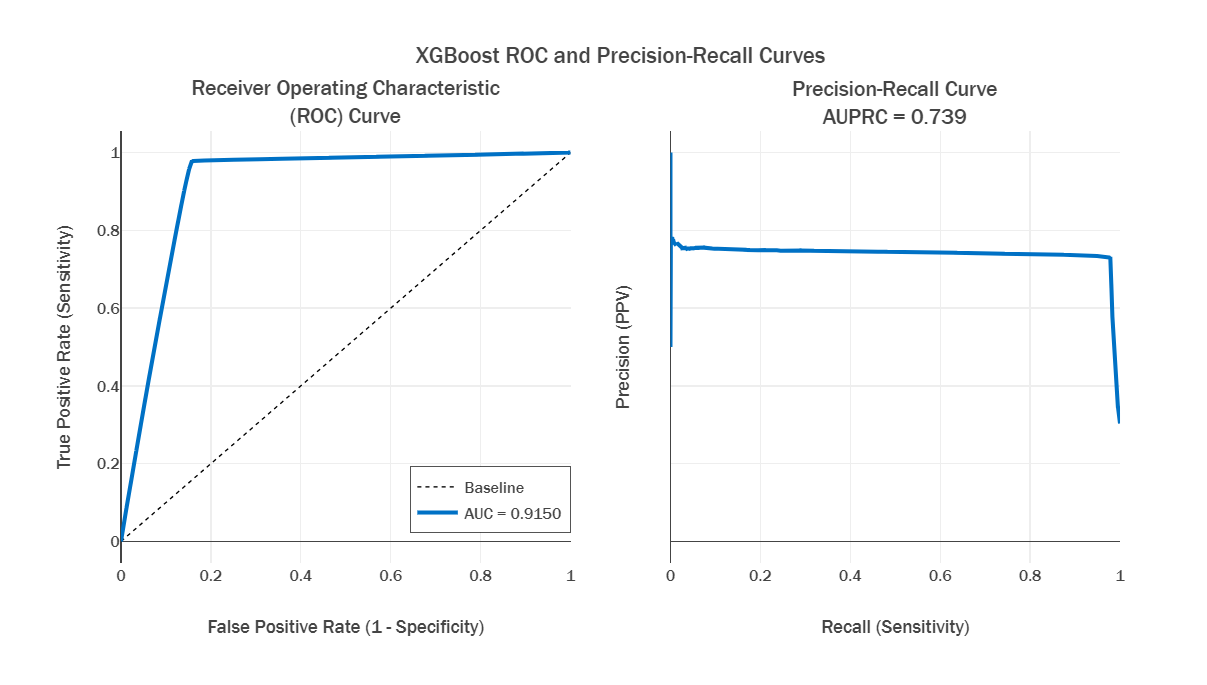 XGBoost ROC and Precision-Recall Curves
Receiver Operating Characteristic
(ROC) Curve
1
0.8
0.6
0.4
0.2
0
True Positive Rate (Sensitivity)
Baseline
AUC = 0.9150
0 0.2 0.4 0.6 0.8 1
False Positive Rate (1 - Specificity)
Precision-Recall Curve
AUPRC = 0.739
Precision (PPV)
0 0.2 0.4 0.6 0.8 1
Recall (Sensitivity)